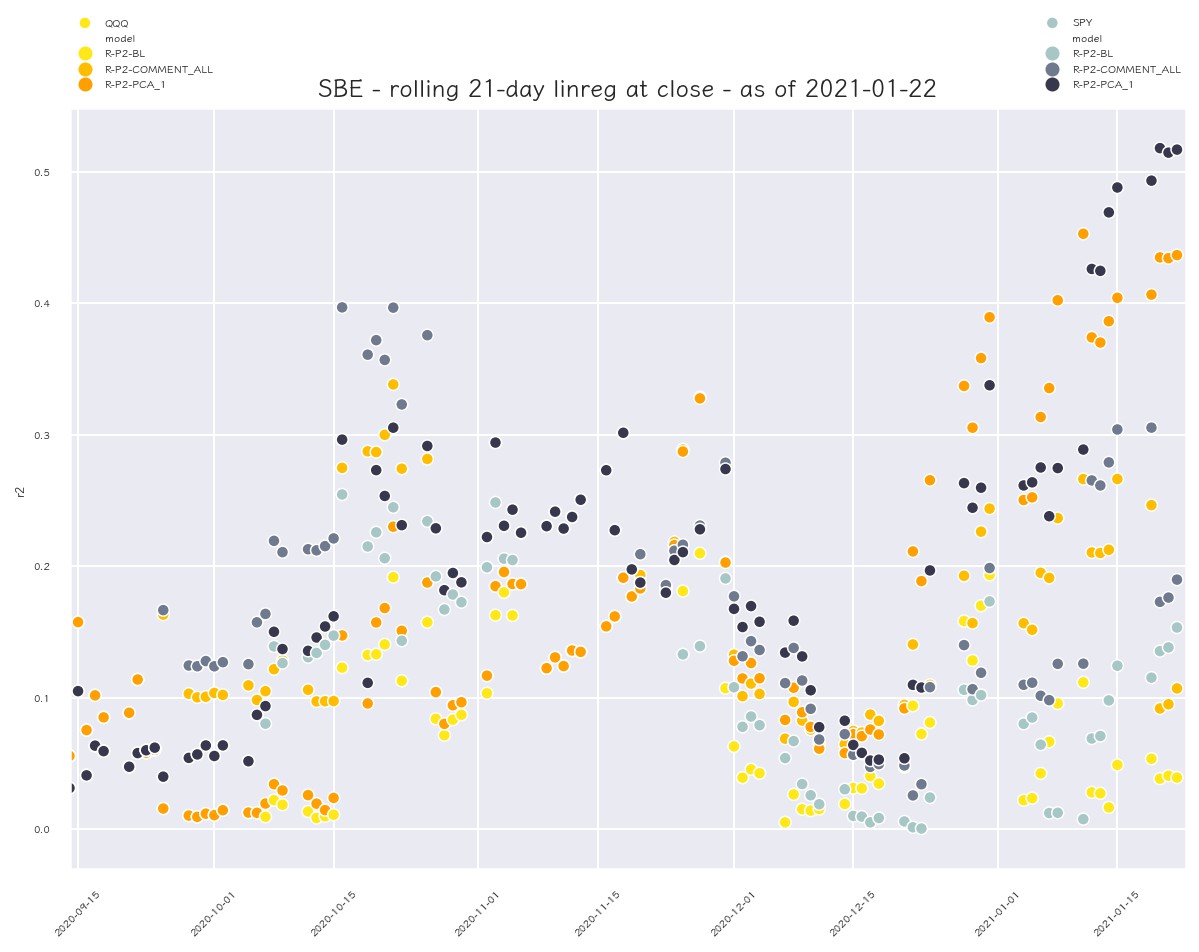 QQQ
model
R-P2-BL
R-P2-COMMENT_ALL
R-P2-PCA_1
SPY
model
R-P2-BL
R-P2-COMMENT_ALL
R-P2-PCA_1
SBE - rolling 21-day linreg at close - as of 2021-01-22
r2
0.5
0.4
0.3
0.2
0.1
0.0
2020-09-15
2020-10-01
2020-10-15
2020-11-01
2020-11-15
2020-12-01
2020-12-15
2021-01-01
2021-01-15